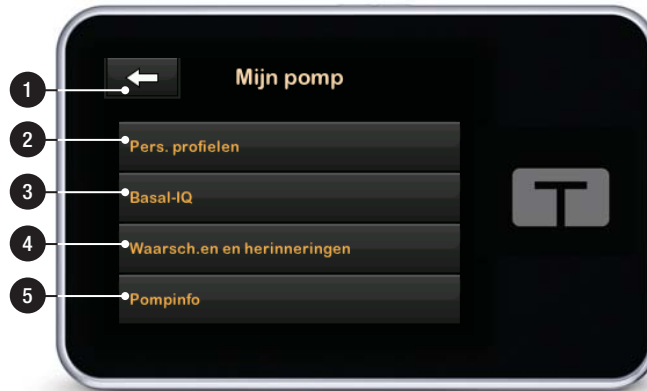 Mijn pomp
1
2
Pers. profielen
3
Basal-IQ
4
Waarsch.en en herinneringen
5
Pompinfo
T